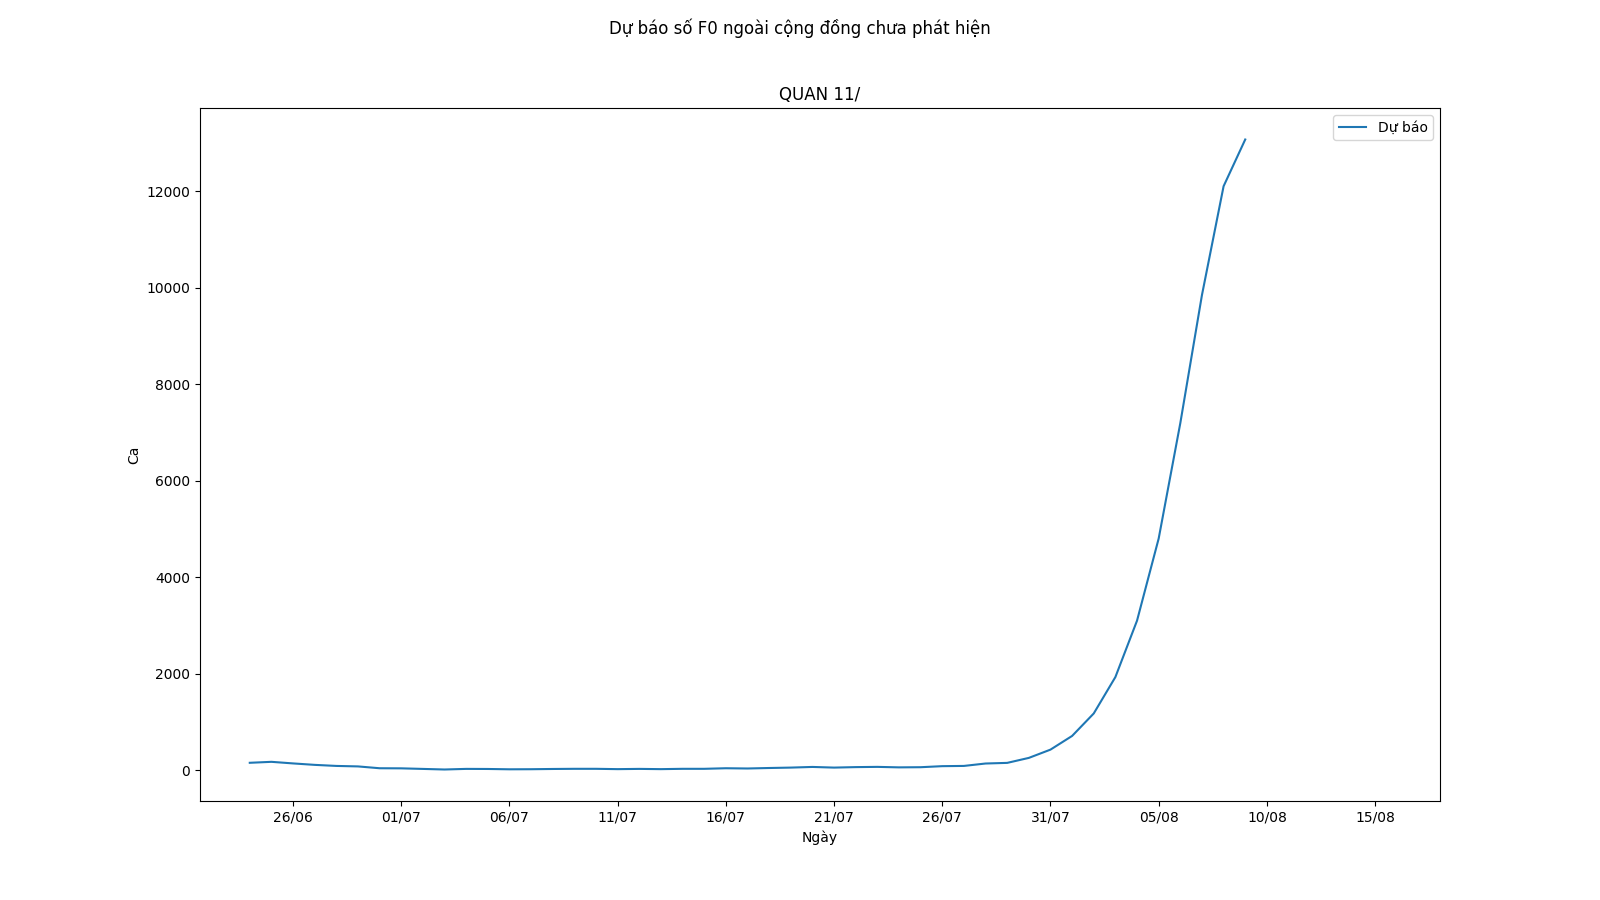 Dự báo số F0 ngoài cộng đồng chưa phát hiện
QUAN 11/
Dự báo
12000
10000
8000
6000
4000
2000
0
Ca
26/06 01/07 06/07 11/07 16/07 21/07 26/07 31/07 05/08 10/08 15/08
Ngày